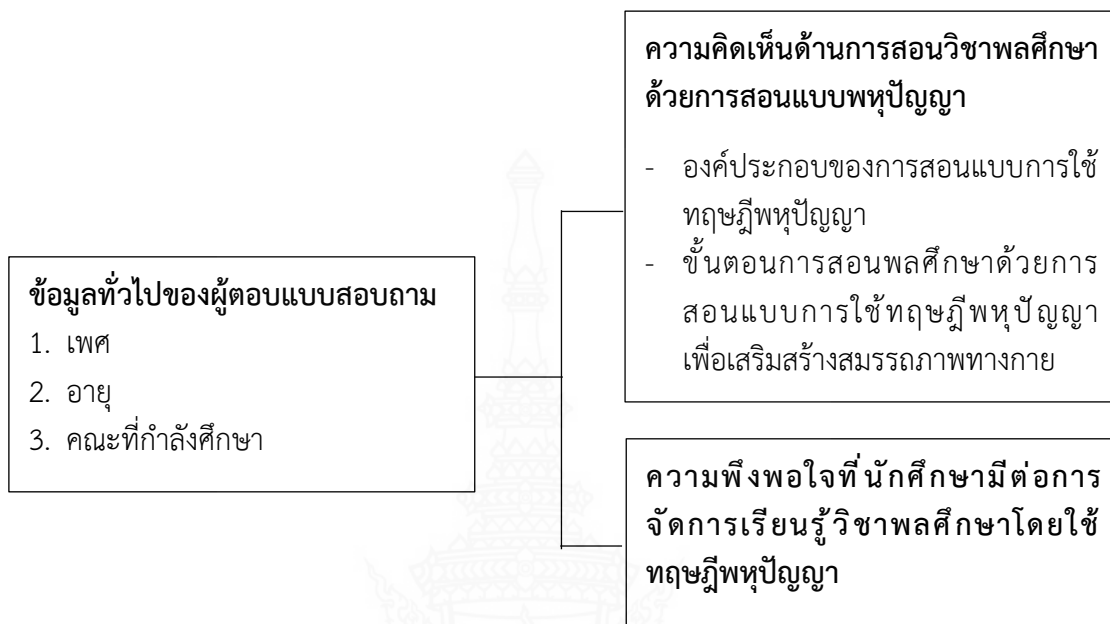 ความคิดเห็นด้านการสอนวิชาพลศึกษา
ด้วยการสอนแบบพหุปัญญา
- องค์ประกอบของการสอนแบบการใช้
ทฤษฎีพหุปัญญา
- ขั้นตอนการสอนพลศึกษาด้วยการ
สอนแบบการใช้ทฤษฎีพหุปัญญา
เพื่อเสริมสร้างสมรรถภาพทางกาย
ข้อมูลทั่วไปของผู้ตอบแบบสอบถาม
1. เพศ
2. อายุ
3. คณะที่กำลังศึกษา
ความพึงพอใจที่นักศึกษามีต่อการ
จัดการเรียนรู้วิชาพลศึกษาโดยใช้
ทฤษฎีพหุปัญญา